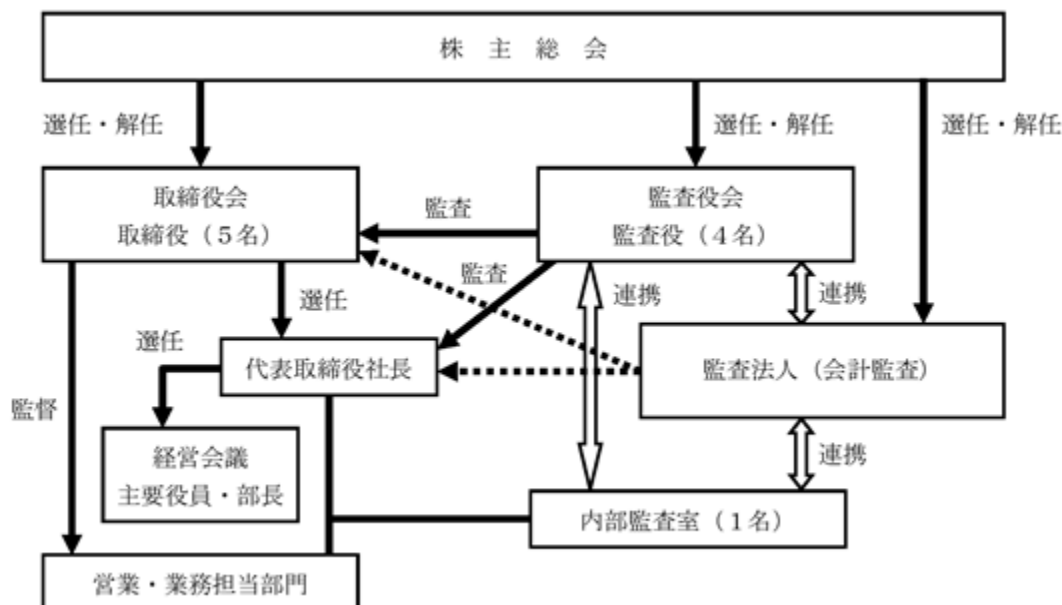 株主総会
選任・解任
選任・解任
選任・解任
取締役会
取締役（５名）
監査
監査役会
監査役（４名）
監査
選任
連携
連携
選任
代表取締役社長
監査法人（会計監査）
監督
経営会議
主要役員・部長
連携
内部監査室（１名）
営業・業務担当部門